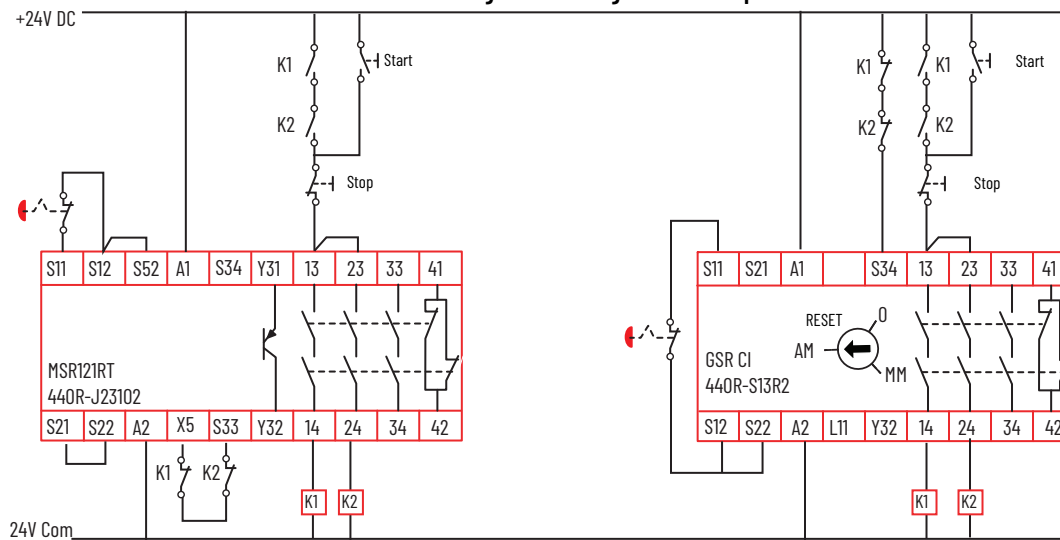 +24V DC
K1
Start
K2
Stop
S11 S12 S52 A1 S34 Y31 13 23 33 41
MSR121RT
440R-J23102
S21 S22 A2 X5 S33 Y32 14 24 34 42
K1 K2
K1 K2
24V Com
K1 K1 Start
K2 K2
Stop
S11 S21 A1 S34 13 23 33 41
RESET 0
AM
MM
GSR CI
440R-S13R2
S12 S22 A2 L11 Y32 14 24 34 42
K1 K2